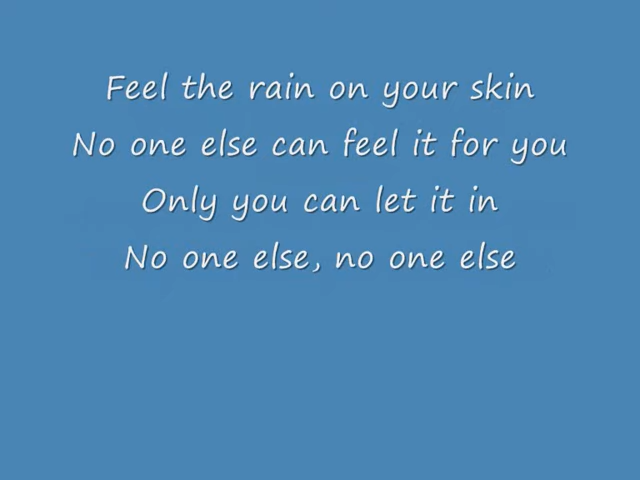 Feel the rain on your skin
No one else can feel it for you
Only you can let it in
No one else, no one else